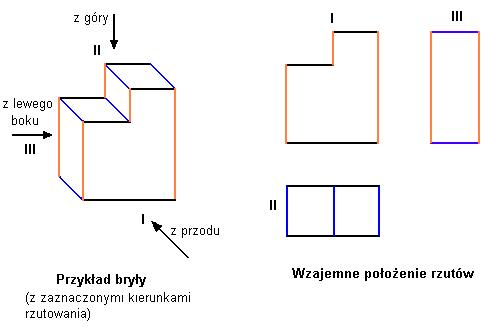 z góry
II
z lewego
boku
III
I
z przodu
Przykład bryły
(z zaznaczonymi kierunkami
rzutowania)
I
III
II
Wzajemne położenie rzutów